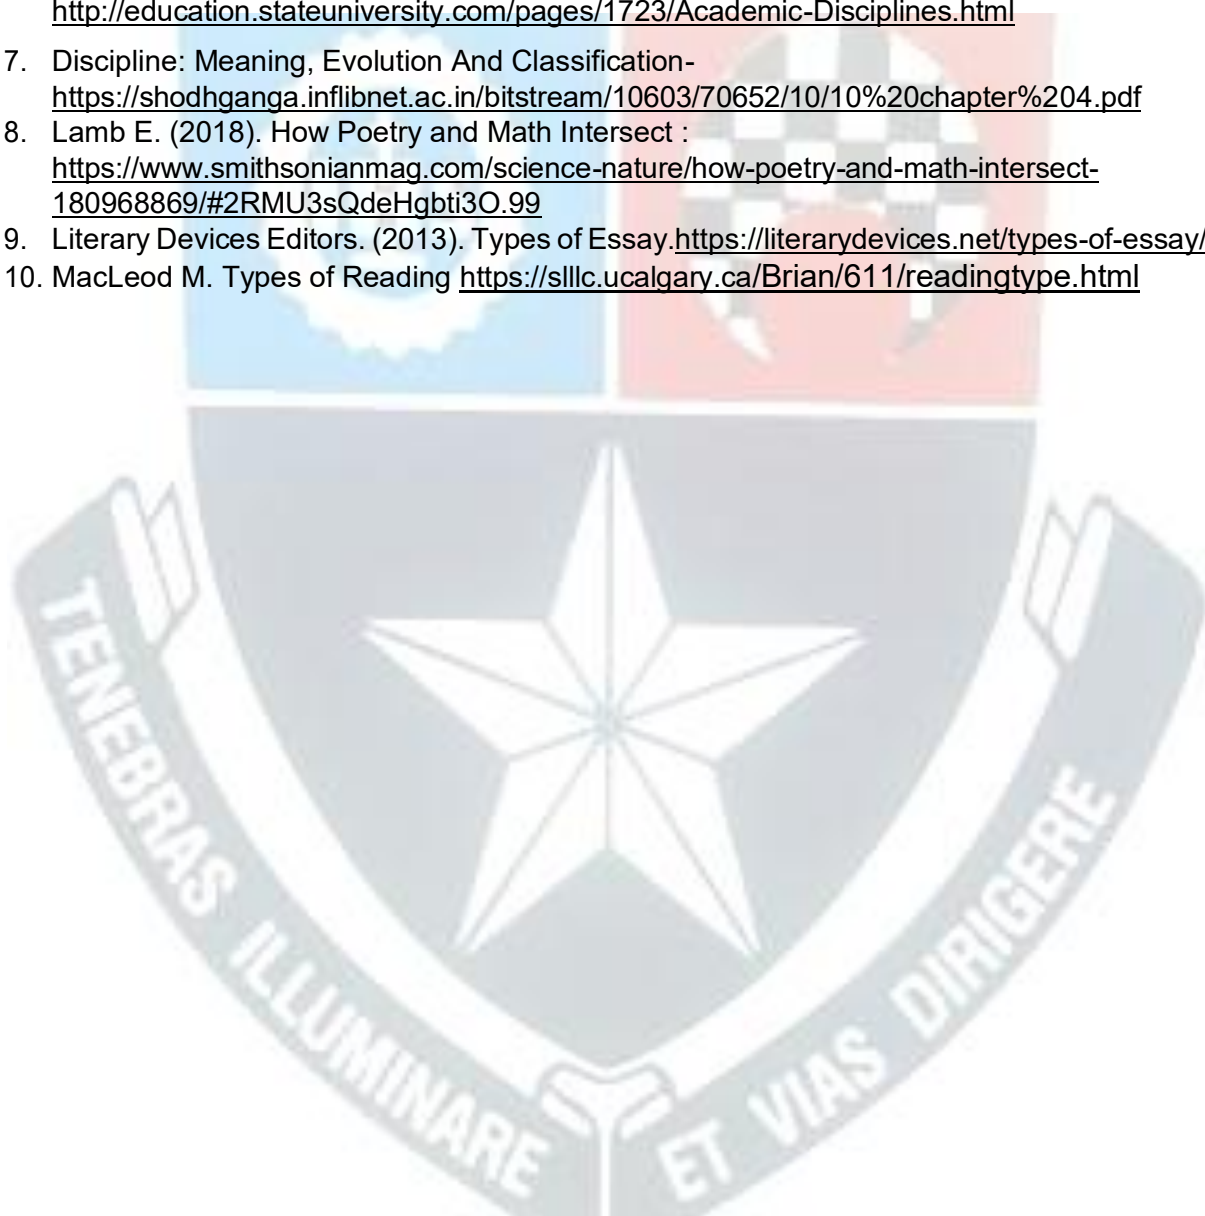 http://education.stateuniversity.com/pages/1723/Academic-Disciplines.html
7. Discipline: Meaning, Evolution And Classification-
https://shodhganga.inflibnet.ac.in/bitstream/10603/70652/10/10%20chapter%204.pdf
8. Lamb E. (2018). How Poetry and Math Intersect :
https://www.smithsonianmag.com/science-nature/how-poetry-and-math-intersect-
180968869/#2RMU3sQdeHgbti3O.99
9. Literary Devices Editors. (2013). Types of Essay.https://literarydevices.net/types-of-essay/
10. MacLeod M. Types of Reading https://slllc.ucalgary.ca/Brian/611/readingtype.html
TENEBRAS ILLUMINARE ET VIAS DIRIGERE